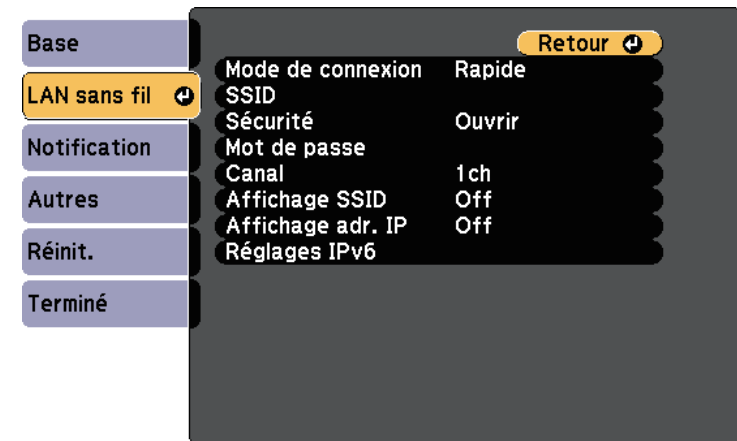 Base
LAN sans fil
Notification
Autres
Réinit.
Terminé
Retour
Mode de connexion Rapide
SSID
Sécurité Ouvrir
Mot de passe
Canal 1ch
Affichage SSID Off
Affichage adr. IP Off
Réglages IPv6